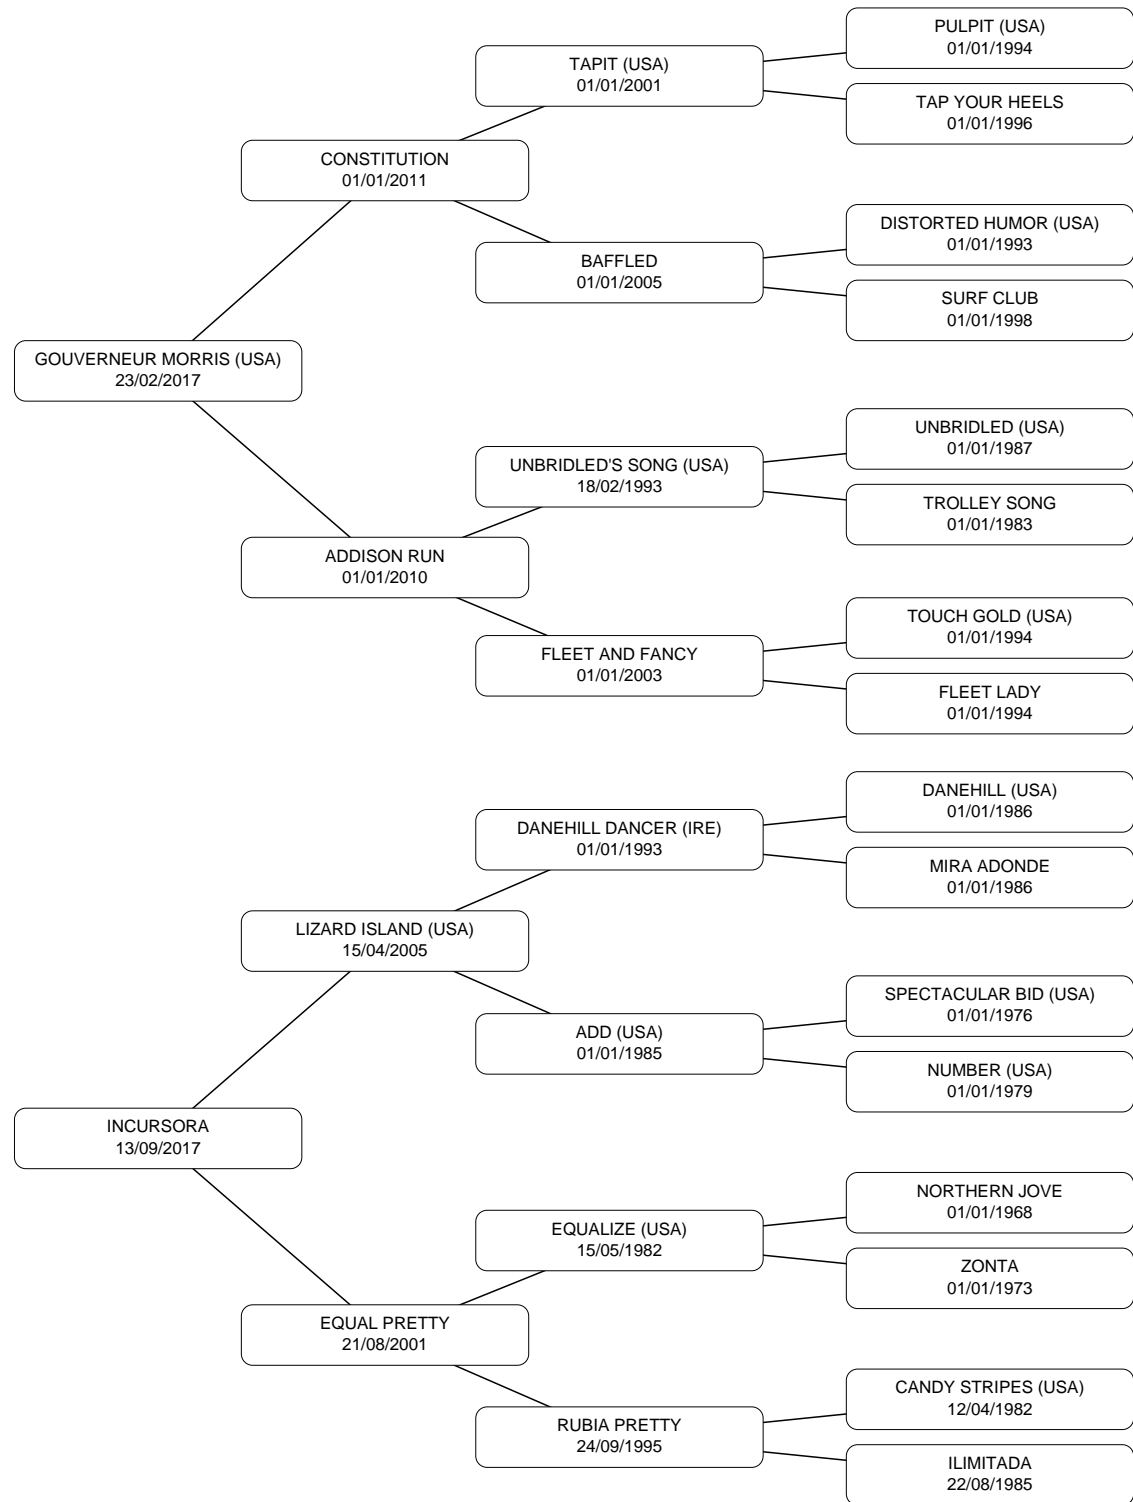 PULPIT (USA)
01/01/1994
TAPIT (USA)
01/01/2001
TAP YOUR HEELS
01/01/1996
CONSTITUTION
01/01/2011
DISTORTED HUMOR (USA)
01/01/1993
BAFFLED
01/01/2005
SURF CLUB
01/01/1998
GOUVERNEUR MORRIS (USA)
23/02/2017
UNBRIDLED (USA)
01/01/1987
UNBRIDLED'S SONG (USA)
18/02/1993
TROLLEY SONG
01/01/1983
ADDISON RUN
01/01/2010
TOUCH GOLD (USA)
01/01/1994
FLEET AND FANCY
01/01/2003
FLEET LADY
01/01/1994
DANEHILL (USA)
01/01/1986
DANEHILL DANCER (IRE)
01/01/1993
MIRA ADONDE
01/01/1986
LIZARD ISLAND (USA)
15/04/2005
SPECTACULAR BID (USA)
01/01/1976
ADD (USA)
01/01/1985
NUMBER (USA)
01/01/1979
INCURSORA
13/09/2017
NORTHERN JOVE
01/01/1968
EQUALIZE (USA)
15/05/1982
ZONTA
01/01/1973
EQUAL PRETTY
21/08/2001
CANDY STRIPES (USA)
12/04/1982
RUBIA PRETTY
24/09/1995
ILIMITADA
22/08/1985